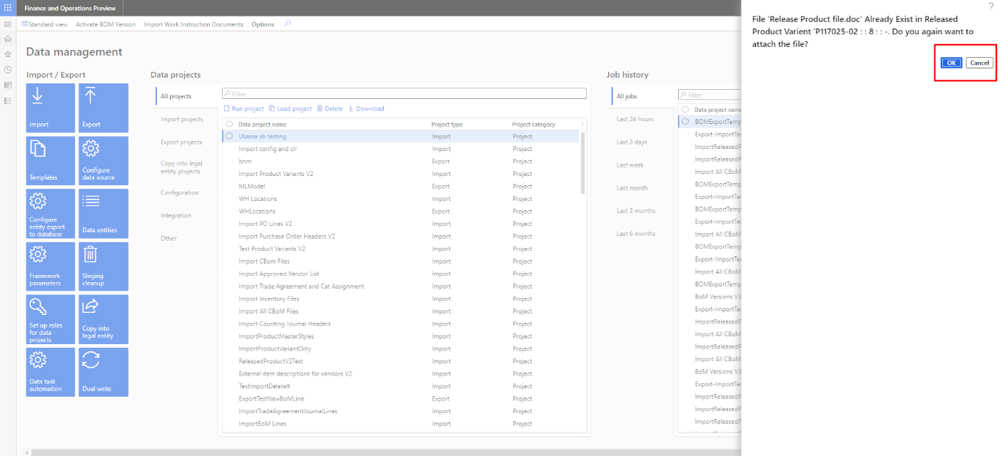 Finance and Operations Preview
?
Standard view Activate BOM Version Import Work Instruction Documents Options
Data management
Import / Export
Import
Export
Templates
Configure
data source
Configure
entity export
to database
Data entities
Framework
parameters
Staging
cleanup
Set up roles
for data
projects
Copy into
legal entity
Data task
automation
Dual-write
Data projects
All projects
Import projects
Export projects
Copy into legal
entity projects
Configuration
Integration
Other
Filter
Run project Load project Delete Download
Data project name Project type Project category
Usama sb testing Import Project
Import config and clr Import Project
bnm Export Project
Import Product Variants V2 Import Project
MLModel Export Project
WH Locations Import Project
WHLocations Export Project
Import PO Lines V2 Import Project
Import Purchase Order Headers V2 Import Project
Test Product Variants V2 Import Project
Import CBom Files Import Project
Import Approved Vendor List Import Project
Import Trade Agreement and Cat Assignment Import Project
Import Inventory Files Import Project
Import All CBoM Files Import Project
Import Counting Journal Headers Import Project
ImportProductMasterStyles Import Project
ImportProductVariantOnly Import Project
ReleasedProductV2Test Import Project
External item descriptions for vendors V2 Import Project
TestImportDeleteIt Import Project
ExportTestNewBoMLine Export Project
ImportTradeAgreementJournalLines Import Project
ImportBoM Lines Import Project
Job history
All jobs
Last 24 hours
Last 3 days
Last week
Last month
Last 3 months
Last 6 months
Filter
Data project name
BOMExportTemp
Export-ImportTe
ImportReleasedP
ImportReleasedP
Import All CBoM
BOMExportTemp
Export-ImportTe
BOMExportTemp
Export-ImportTe
Import All CBoM
BOMExportTemp
Export-ImportTe
Import All CBoM
BOMExportTemp
BoM Versions V3
Export-ImportTe
ImportReleasedP
Import All CBoM
ImportReleasedP
Import All CBoM
BoM Versions V3
Export-ImportTe
ImportReleasedP
ImportReleasedP
ImportReleasedP
File 'Release Product file.doc' Already Exist in Released
Product Varient 'P117025-02 : : 8 : : -. Do you again want to
attach the file?
OK Cancel